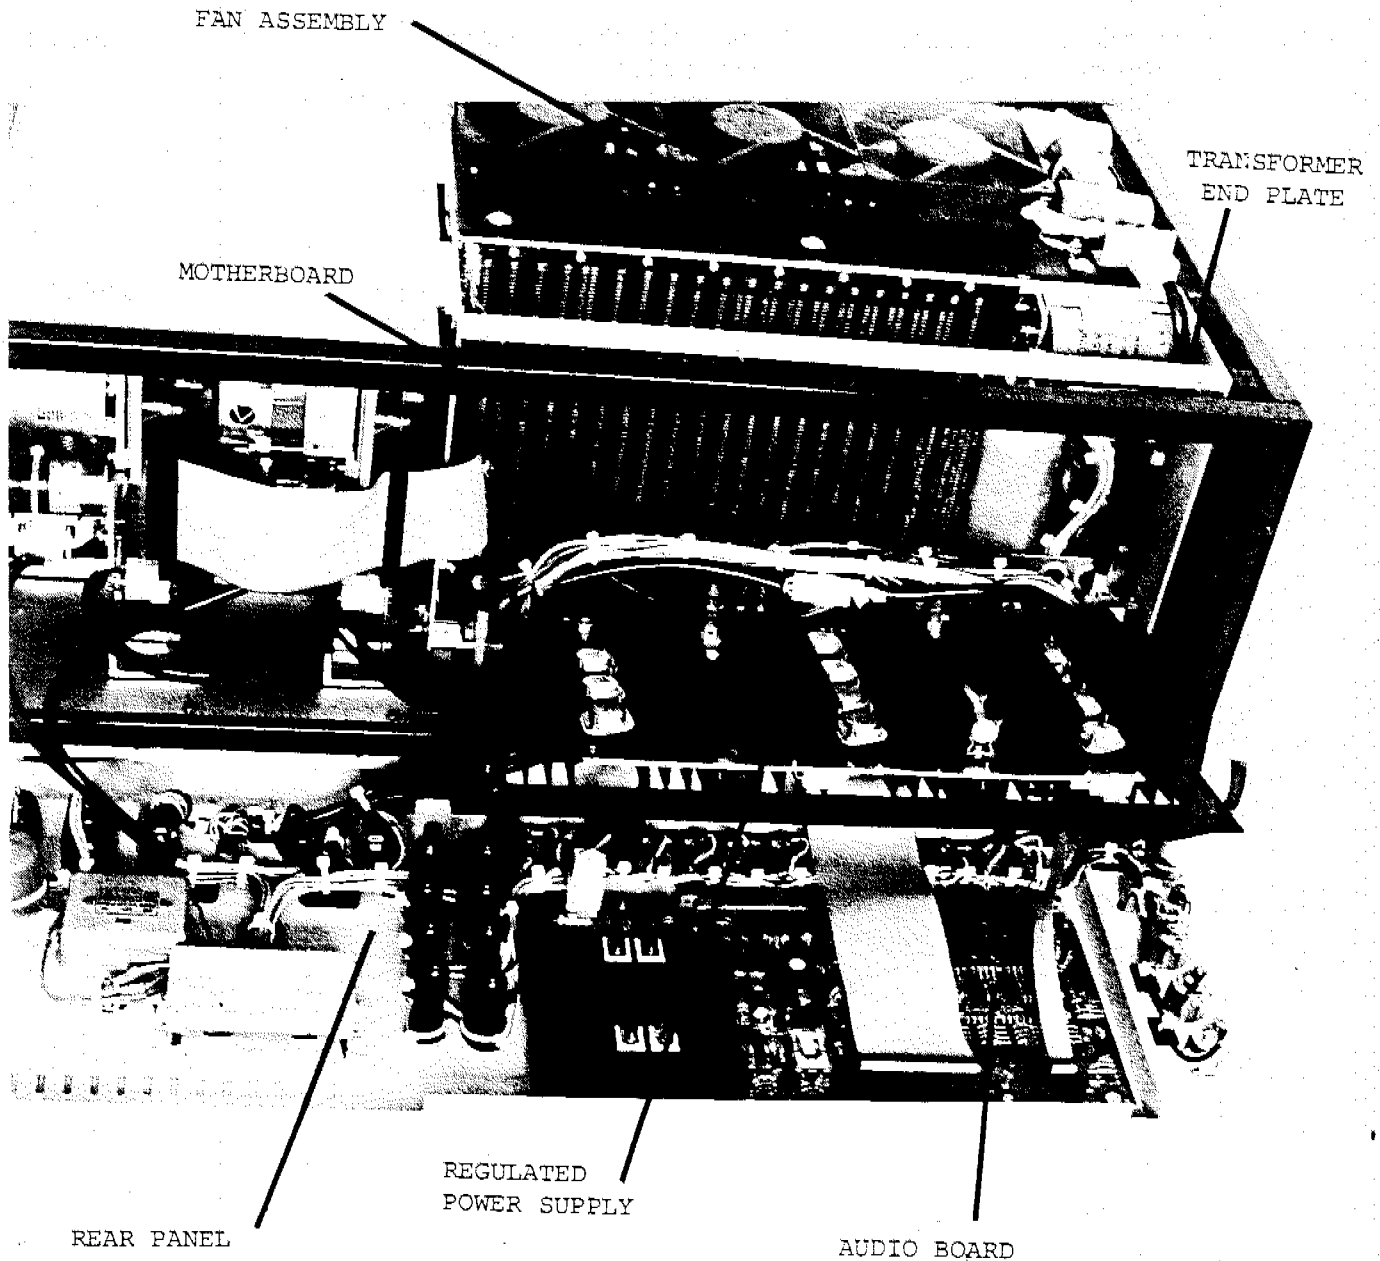 FAN ASSEMBLY
TRANSFORMER
END PLATE
MOTHERBOARD
REGULATED
POWER SUPPLY
REAR PANEL
AUDIO BOARD